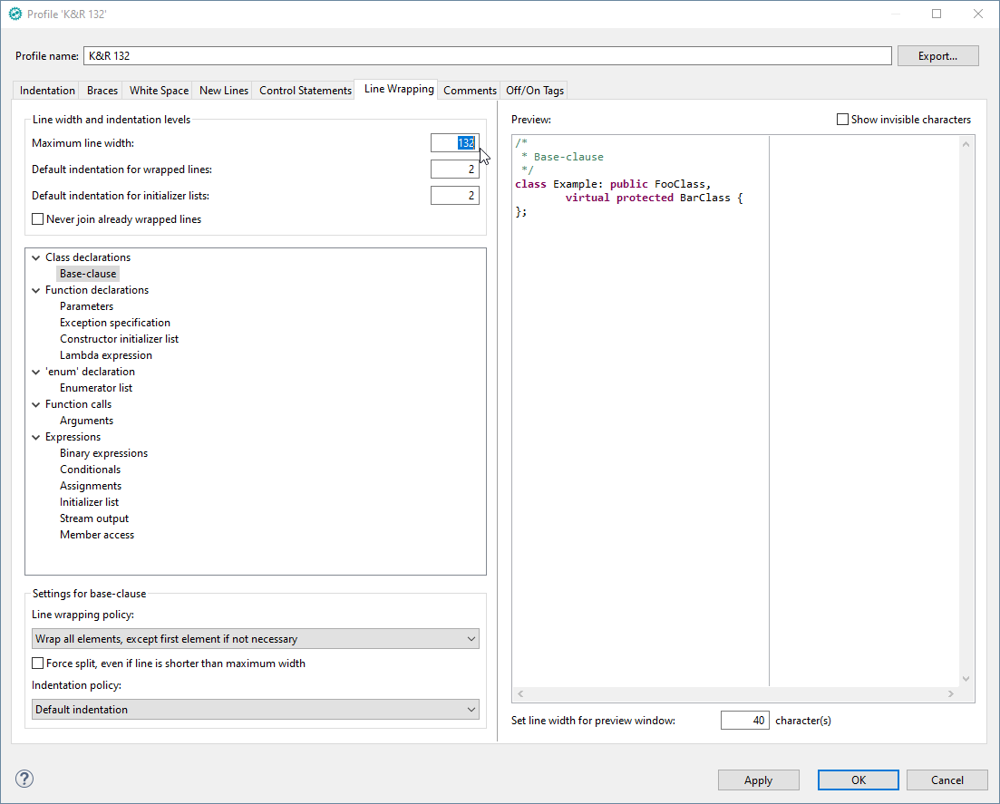 Profile 'K&R 132'
Profile name: K&R 132 Export...
Indentation Braces White Space New Lines Control Statements Line Wrapping Comments Off/On Tags
Line width and indentation levels
Maximum line width: 132
Default indentation for wrapped lines: 2
Default indentation for initializer lists: 2
Never join already wrapped lines
Class declarations
Base-clause
Function declarations
Parameters
Exception specification
Constructor initializer list
Lambda expression
'enum' declaration
Enumerator list
Function calls
Arguments
Expressions
Binary expressions
Conditionals
Assignments
Initializer list
Stream output
Member access
Settings for base-clause
Line wrapping policy:
Wrap all elements, except first element if not necessary
Force split, even if line is shorter than maximum width
Indentation policy:
Default indentation
Preview: Show invisible characters
/*
 * Base-clause
 */
class Example: public FooClass,
        virtual protected BarClass {
};
Set line width for preview window: 40 character(s)
? Apply OK Cancel